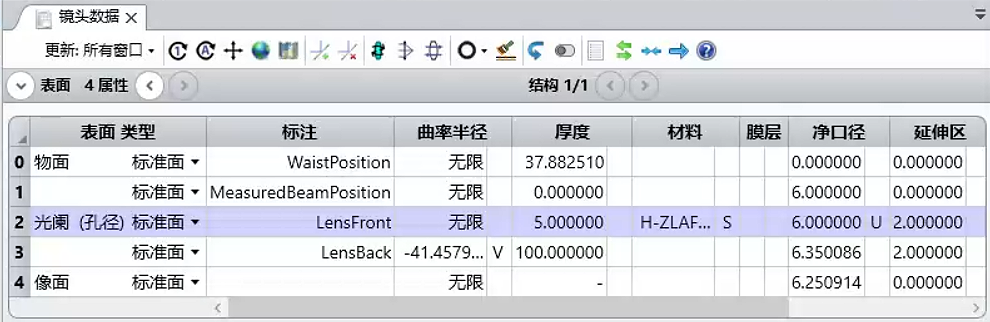 镜头数据
更新: 所有窗口
表面 4 属性 结构 1/1
表面 类型 标注 曲率半径 厚度 材料 膜层 净口径 延伸区
0 物面 标准面 WaistPosition 无限 37.882510 0.000000 0.000000
1 标准面 MeasuredBeamPosition 无限 0.000000 6.000000 0.000000
2 光阑 (孔径) 标准面 LensFront 无限 5.000000 H-ZLAF... S 6.000000 U 2.000000
3 标准面 LensBack -41.4579... V 100.000000 6.350086 2.000000
4 像面 标准面 无限 - 6.250914 0.000000